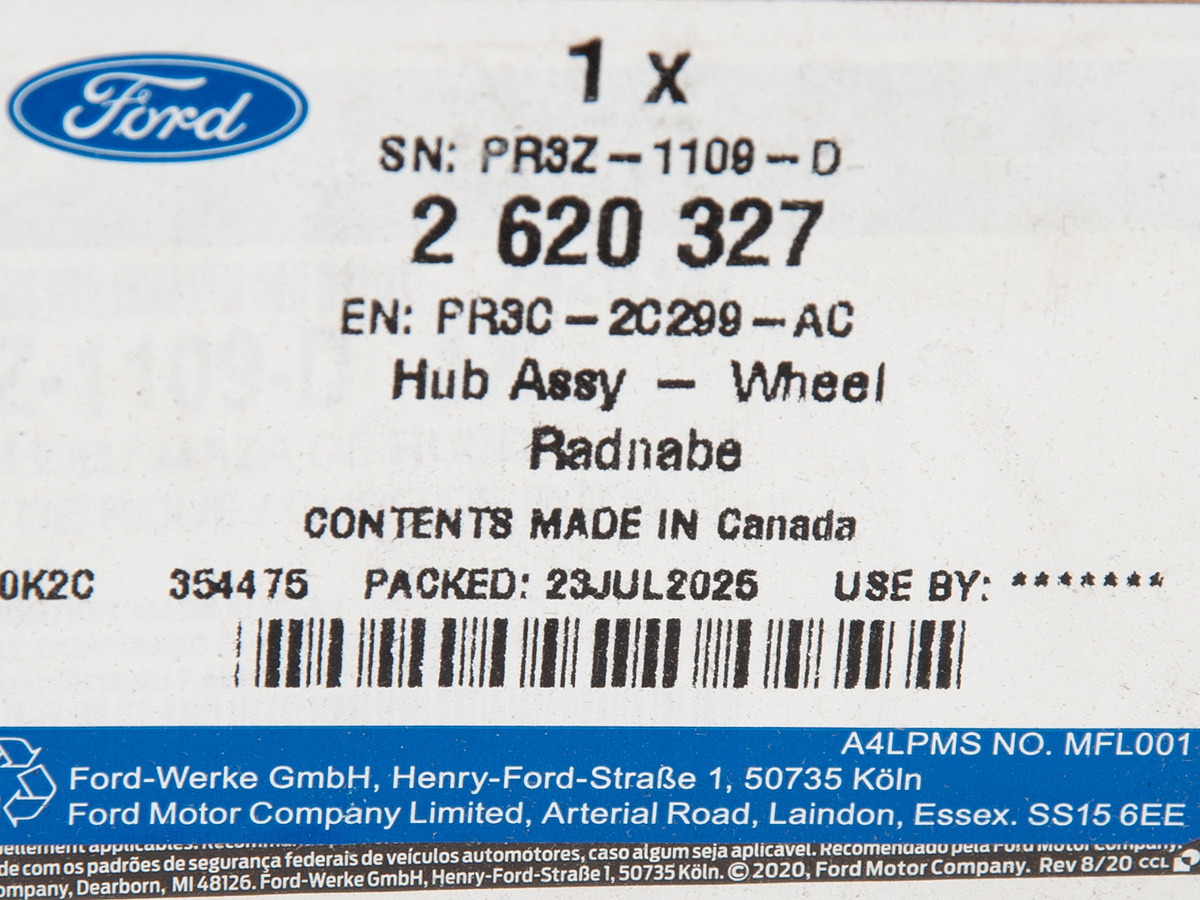 Ford
1 x
SN: PR3Z-1109-D
2 620 327
EN: PR3C-2C299-AC
Hub Assy - Wheel
Radnabe
CONTENTS MADE IN Canada
0K2C 354475 PACKED: 23JUL2025 USE BY: *******
A4LPMS NO. MFL001
Ford-Werke GmbH, Henry-Ford-Straße 1, 50735 Köln
Ford Motor Company Limited, Arterial Road, Laindon, Essex. SS15 6EE
applicables. Recomm
de com os padrões de segurança federais de veículos automotores, caso algum seja aplicável. Recomendado pela Ford Motor Company.
ompany, Dearborn, MI 48126. Ford-Werke GmbH, Henry-Ford-Straße 1, 50735 Köln. © 2020, Ford Motor Company. Rev 8/20 CCL